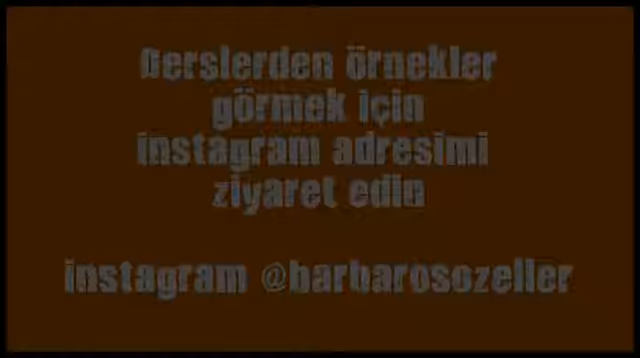 Derslerden örnekler
görmek için
instagram adresimi
ziyaret edin
instagram @barbarosozeller